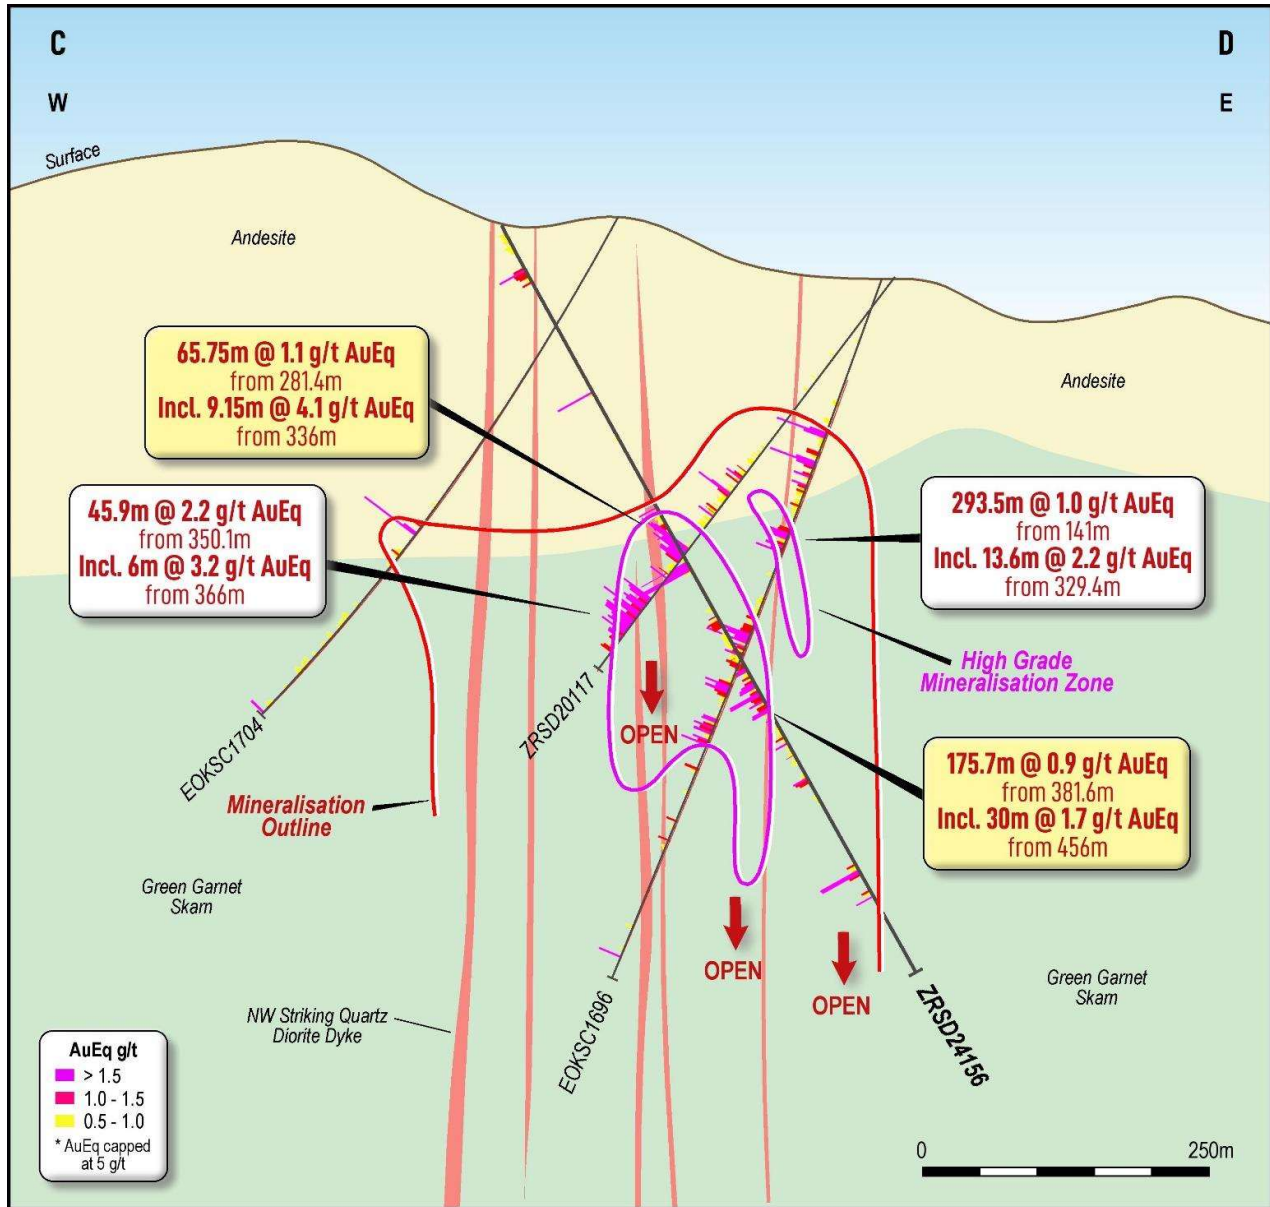 C
D
W
E
Surface
Andesite
65.75m @ 1.1 g/t AuEq
from 281.4m
Incl. 9.15m @ 4.1 g/t AuEq
from 336m
Andesite
45.9m @ 2.2 g/t AuEq
from 350.1m
Incl. 6m @ 3.2 g/t AuEq
from 366m
293.5m @ 1.0 g/t AuEq
from 141m
Incl. 13.6m @ 2.2 g/t AuEq
from 329.4m
High Grade
Mineralisation Zone
EOKSC1704
ZRSD20117
OPEN
175.7m @ 0.9 g/t AuEq
from 381.6m
Incl. 30m @ 1.7 g/t AuEq
from 456m
Mineralisation
Outline
Green Garnet
Skarn
OPEN
OPEN
Green Garnet
Skarn
NW Striking Quartz
Diorite Dyke
EOKSC1696
ZRSD24156
AuEq g/t
> 1.5
1.0 - 1.5
0.5 - 1.0
* AuEq capped
at 5 g/t
0
250m